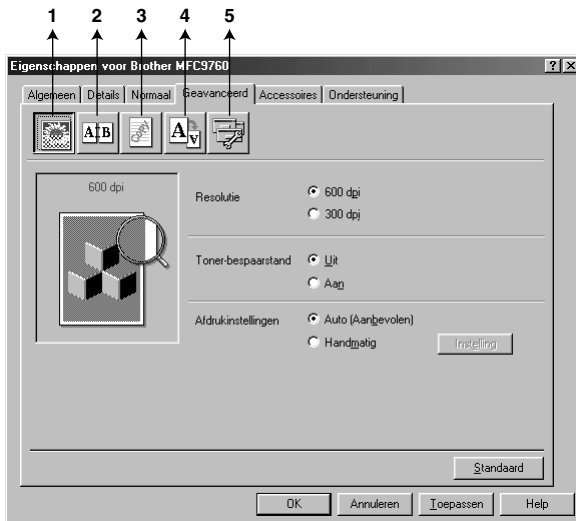 1 2 3 4 5
Eigenschappen voor Brother MFC9760
Algemeen Details Normaal Geavanceerd Accessoires Ondersteuning
A B
A A
600 dpi
Resolutie
600 dpi
300 dpi
Toner-bespaarstand
Uit
Aan
Afdrukinstellingen
Auto (Aanbevolen)
Handmatig
Instelling
Standaard
OK Annuleren Toepassen Help